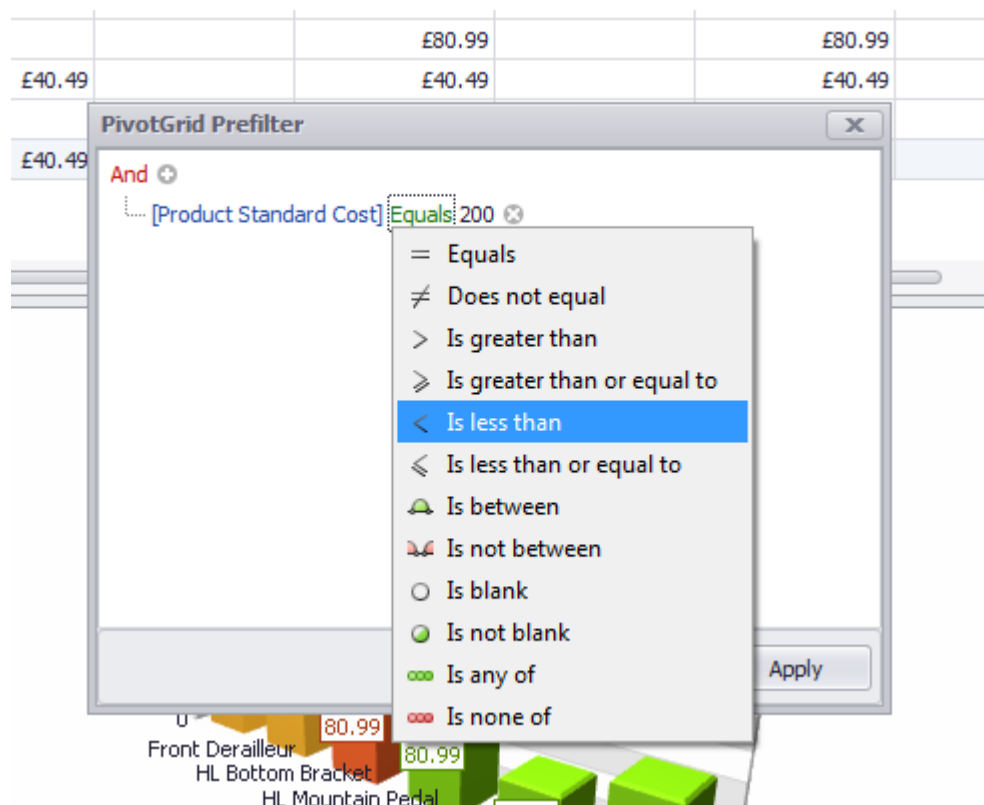 £80.99 £80.99
£40.49 £40.49 £40.49
PivotGrid Prefilter
£40.49
And
[Product Standard Cost] Equals 200
= Equals
≠ Does not equal
> Is greater than
⩾ Is greater than or equal to
< Is less than
⩽ Is less than or equal to
Is between
Is not between
Is blank
Is not blank
Is any of
Apply
Is none of
0
80.99
Front Derailleur
80.99
HL Bottom Bracket
HL Mountain Pedal